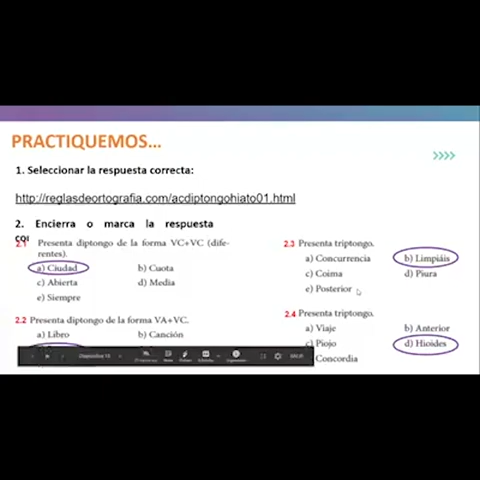 PRACTIQUEMOS...
1. Seleccionar la respuesta correcta:
http://reglasdeortografia.com/acdiptongohiato01.html
2. Encierra o marca la respuesta
2.1 Presenta diptongo de la forma VC+VC (dife-
rentes).
a) Ciudad b) Cuota
c) Abierta d) Media
e) Siempre
2.2 Presenta diptongo de la forma VA+VC.
a) Libro b) Canción
2.3 Presenta triptongo.
a) Concurrencia b) Limpiáis
c) Coima d) Piura
e) Posterior
2.4 Presenta triptongo.
a) Viaje b) Anterior
c) Piojo d) Hioides
Concordia